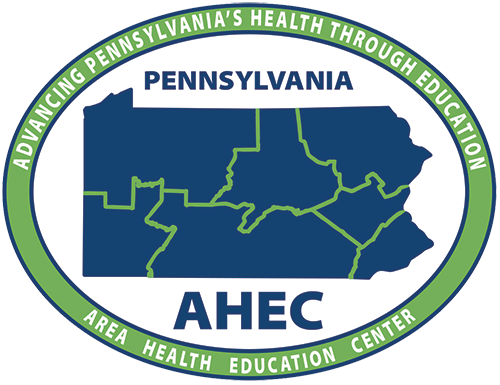 ADVANCING PENNSYLVANIA'S HEALTH THROUGH EDUCATION
PENNSYLVANIA
AHEC
AREA HEALTH EDUCATION CENTER